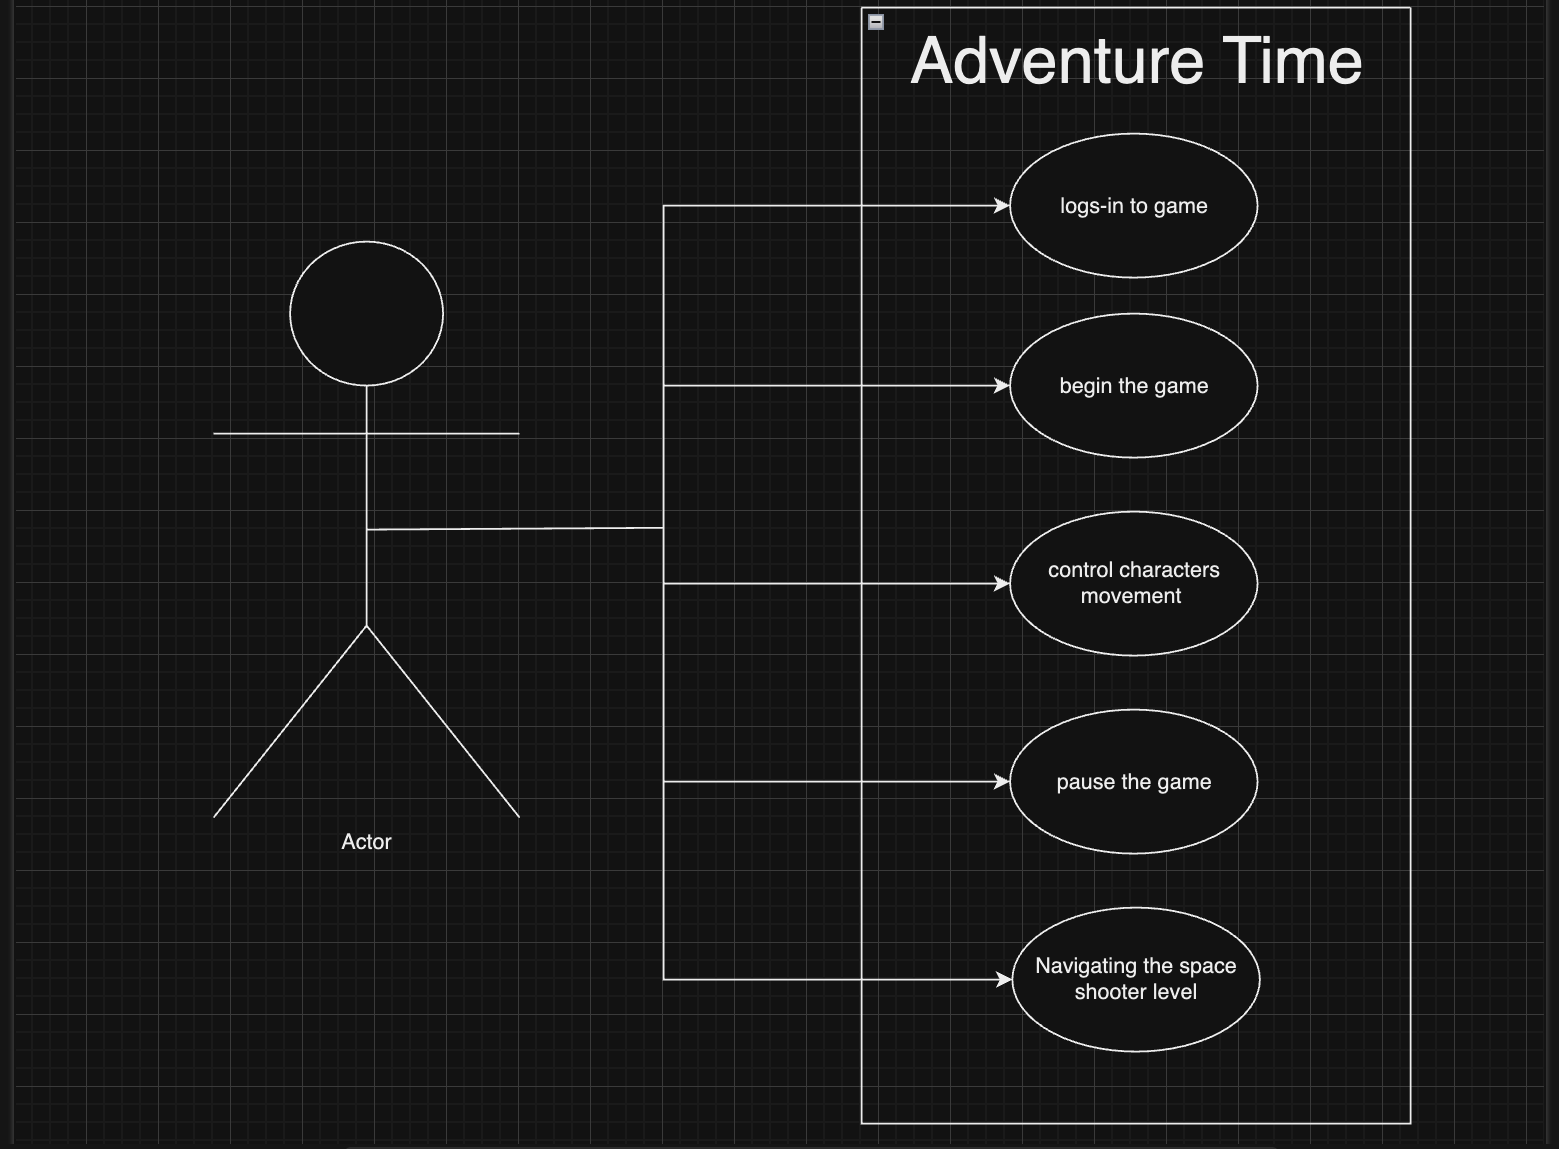 Adventure Time
logs-in to game
begin the game
control characters
movement
pause the game
Actor
Navigating the space
shooter level